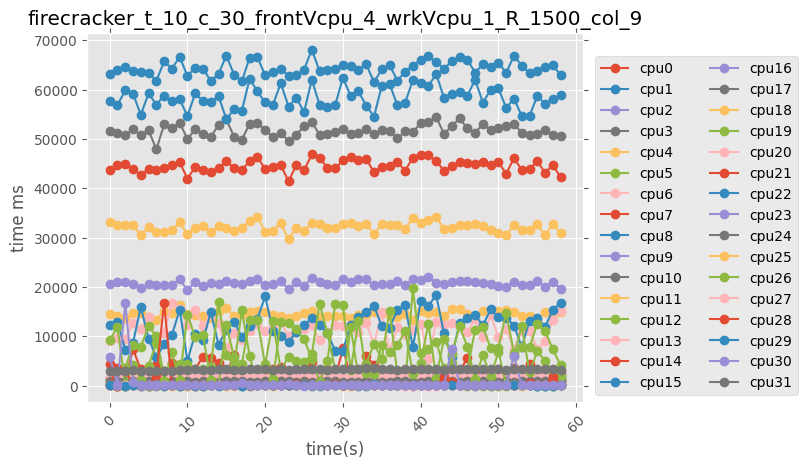 firecracker_t_10_c_30_frontVcpu_4_wrkVcpu_1_R_1500_col_9
70000
60000
50000
40000
30000
20000
10000
0
time ms
0
10
20
30
40
50
60
time(s)
cpu0
cpu1
cpu2
cpu3
cpu4
cpu5
cpu6
cpu7
cpu8
cpu9
cpu10
cpu11
cpu12
cpu13
cpu14
cpu15
cpu16
cpu17
cpu18
cpu19
cpu20
cpu21
cpu22
cpu23
cpu24
cpu25
cpu26
cpu27
cpu28
cpu29
cpu30
cpu31